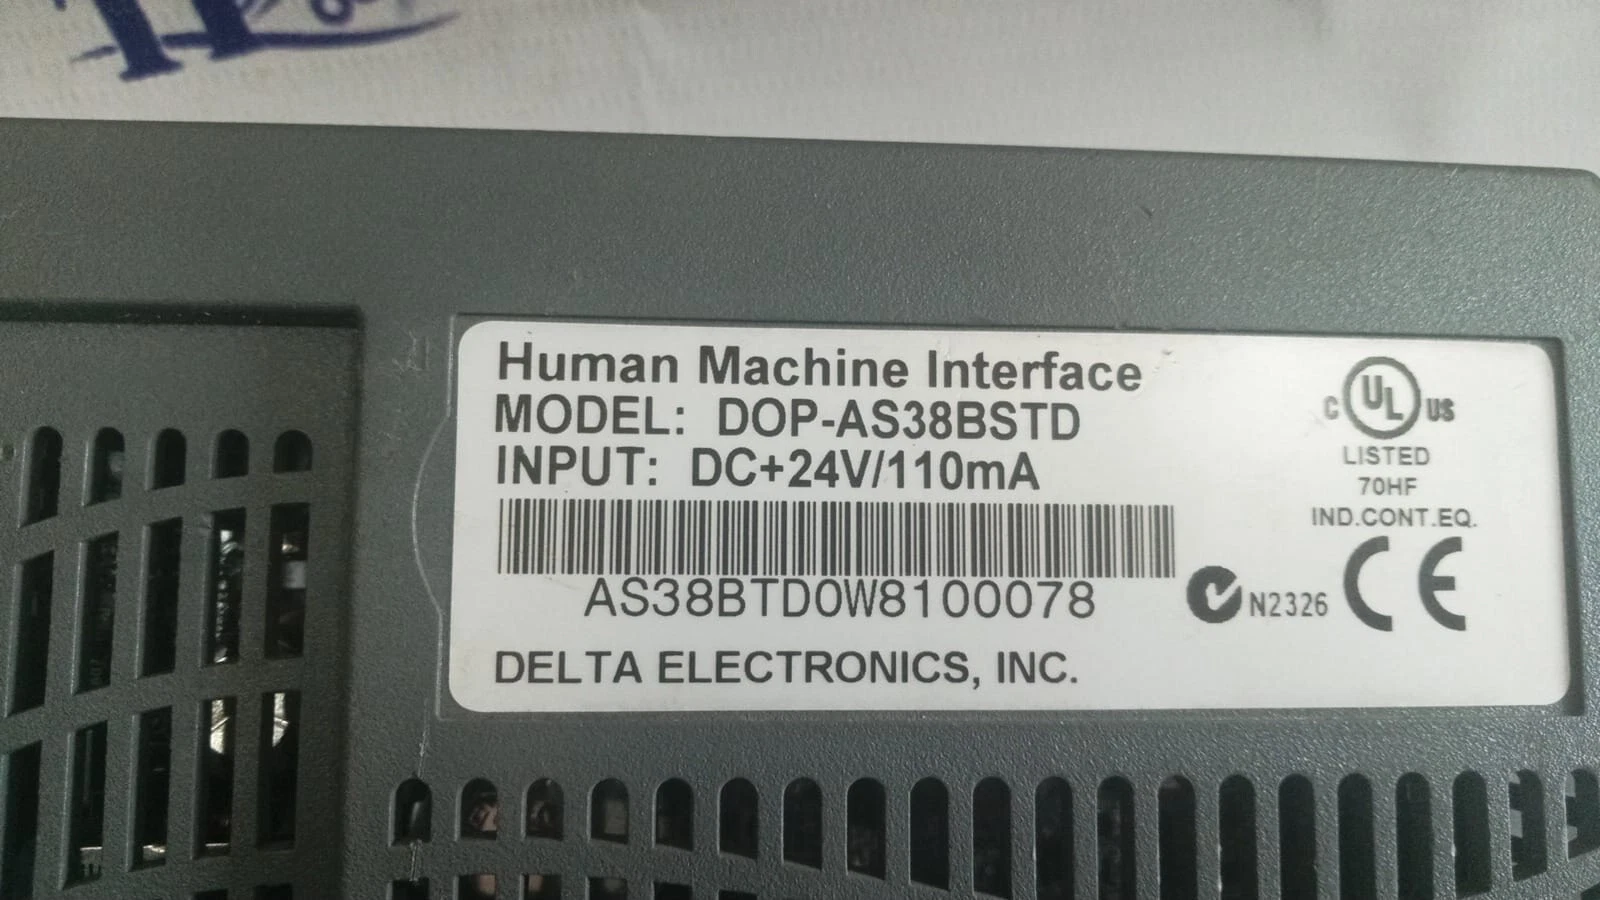 Human Machine Interface
MODEL: DOP-AS38BSTD
INPUT: DC+24V/110mA
AS38BTD0W8100078
DELTA ELECTRONICS, INC.
C UL US
LISTED
70HF
IND.CONT.EQ.
N2326
CE